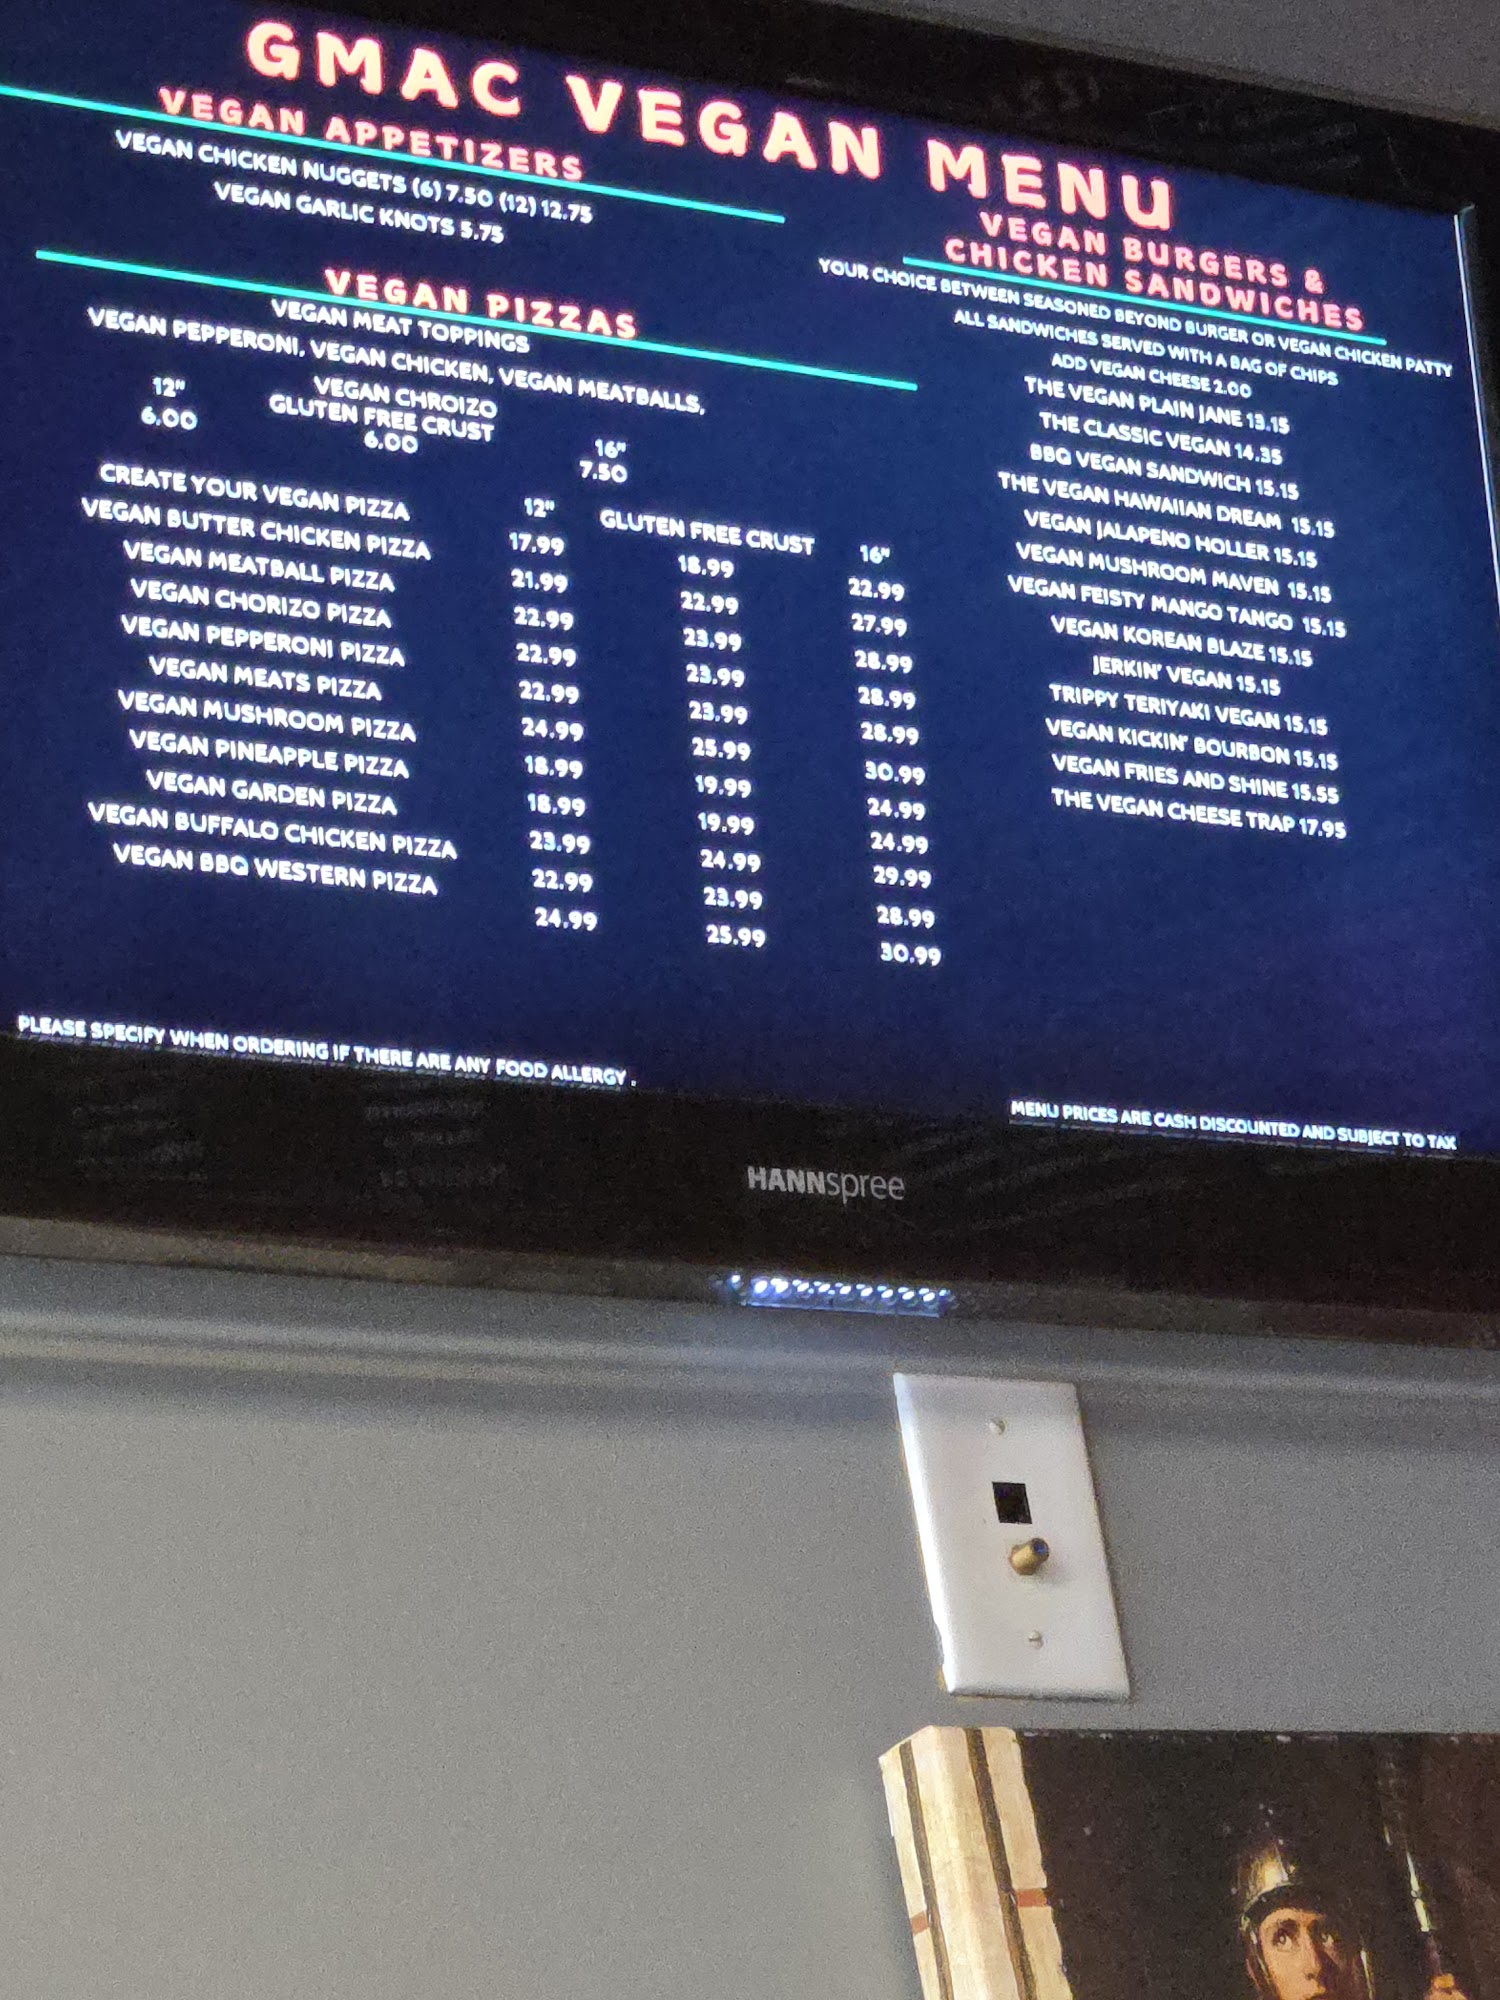 GMAC VEGAN MENU
VEGAN APPETIZERS
VEGAN CHICKEN NUGGETS (6) 7.50 (12) 12.75
VEGAN GARLIC KNOTS 5.75
VEGAN PIZZAS
VEGAN MEAT TOPPINGS
VEGAN PEPPERONI, VEGAN CHICKEN, VEGAN MEATBALLS,
VEGAN CHROIZO
12" GLUTEN FREE CRUST 16"
6.00 6.00 7.50
12" GLUTEN FREE CRUST 16"
CREATE YOUR VEGAN PIZZA 17.99 18.99 22.99
VEGAN BUTTER CHICKEN PIZZA 21.99 22.99 27.99
VEGAN MEATBALL PIZZA 22.99 23.99 28.99
VEGAN CHORIZO PIZZA 22.99 23.99 28.99
VEGAN PEPPERONI PIZZA 22.99 23.99 28.99
VEGAN MEATS PIZZA 24.99 25.99 30.99
VEGAN MUSHROOM PIZZA 18.99 19.99 24.99
VEGAN PINEAPPLE PIZZA 18.99 19.99 24.99
VEGAN GARDEN PIZZA 23.99 24.99 29.99
VEGAN BUFFALO CHICKEN PIZZA 22.99 23.99 28.99
VEGAN BBQ WESTERN PIZZA 24.99 25.99 30.99
PLEASE SPECIFY WHEN ORDERING IF THERE ARE ANY FOOD ALLERGY .
VEGAN BURGERS &
CHICKEN SANDWICHES
YOUR CHOICE BETWEEN SEASONED BEYOND BURGER OR VEGAN CHICKEN PATTY
ALL SANDWICHES SERVED WITH A BAG OF CHIPS
ADD VEGAN CHEESE 2.00
THE VEGAN PLAIN JANE 13.15
THE CLASSIC VEGAN 14.35
BBQ VEGAN SANDWICH 15.15
THE VEGAN HAWAIIAN DREAM 15.15
VEGAN JALAPENO HOLLER 15.15
VEGAN MUSHROOM MAVEN 15.15
VEGAN FEISTY MANGO TANGO 15.15
VEGAN KOREAN BLAZE 15.15
JERKIN' VEGAN 15.15
TRIPPY TERIYAKI VEGAN 15.15
VEGAN KICKIN' BOURBON 15.15
VEGAN FRIES AND SHINE 15.55
THE VEGAN CHEESE TRAP 17.95
MENU PRICES ARE CASH DISCOUNTED AND SUBJECT TO TAX
HANNspree